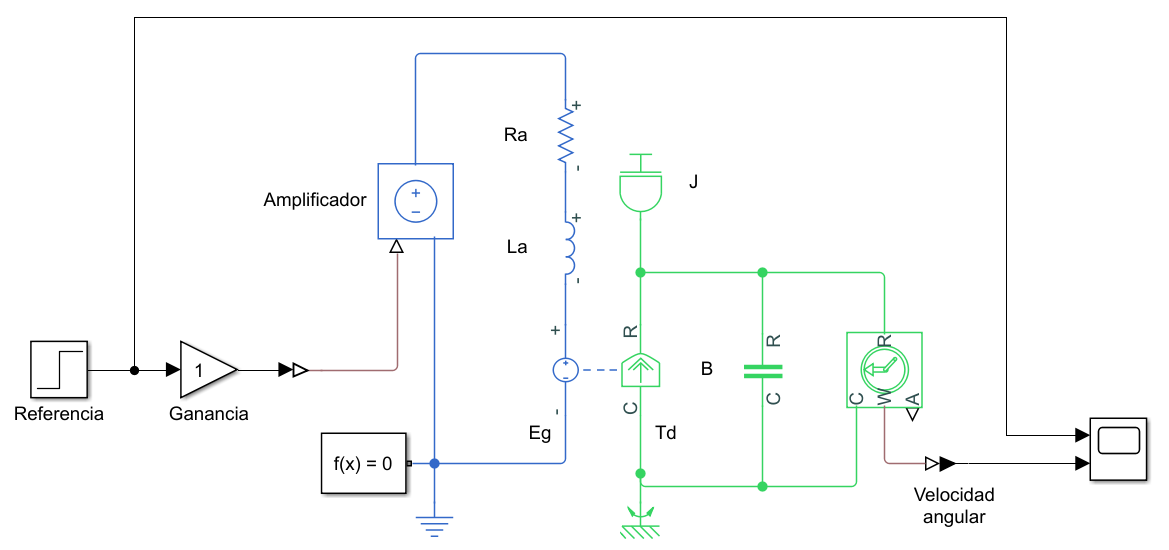 Ra
+
-
J
Amplificador
+
−
La
+
-
R
+
R
R
1
+
-
B
C
W
A
Referencia
Ganancia
C
C
-
Eg
Td
f(x) = 0
Velocidad
angular